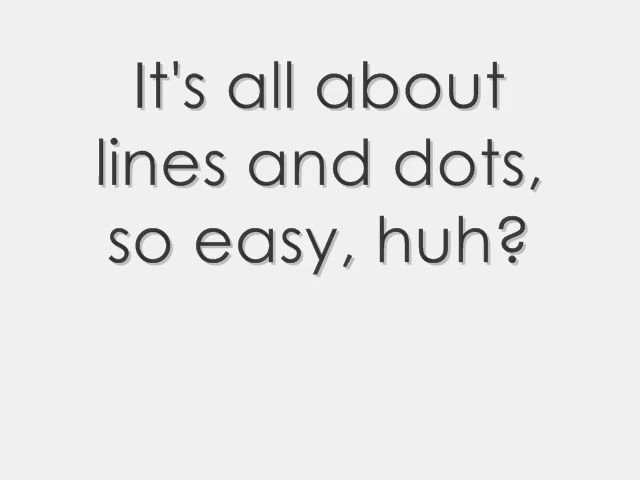 It's all about
lines and dots,
so easy, huh?